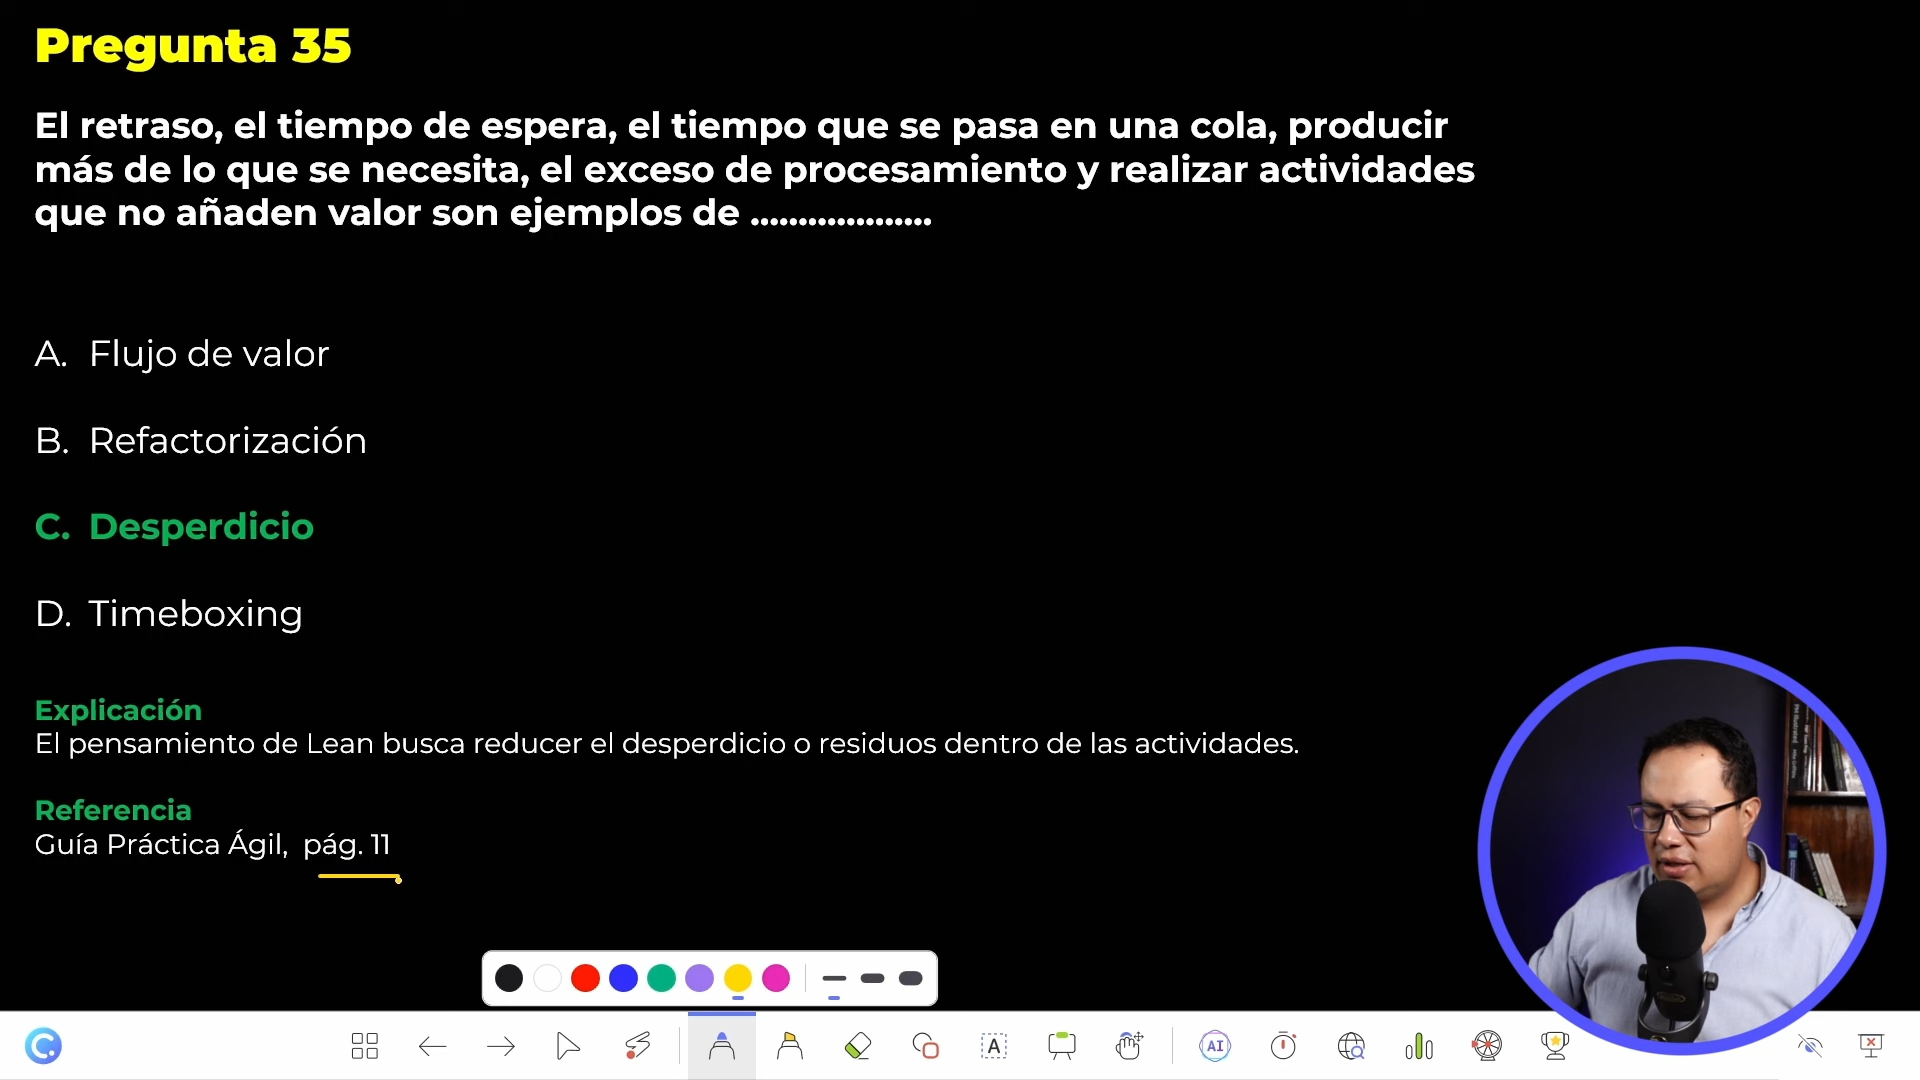 Pregunta 35
El retraso, el tiempo de espera, el tiempo que se pasa en una cola, producir
más de lo que se necesita, el exceso de procesamiento y realizar actividades
que no añaden valor son ejemplos de ...................
A. Flujo de valor
B. Refactorización
C. Desperdicio
D. Timeboxing
Explicación
El pensamiento de Lean busca reducer el desperdicio o residuos dentro de las actividades.
Referencia
Guía Práctica Ágil, pág. 11
A
AI